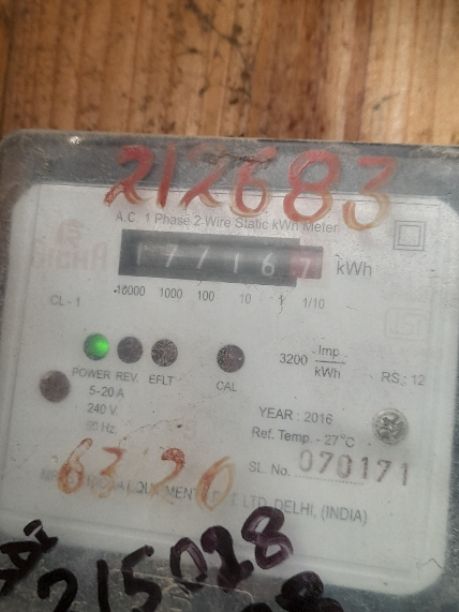 212683
A.C. 1 Phase 2-Wire Static kWh Meter
177167 kWh
10000 1000 100 10 1 1/10
CL - 1
3200 Imp/kWh
RS : 12
POWER REV. EFLT CAL
5-20 A
240 V.
YEAR : 2016
Hz.
Ref. Temp. - 27°C
SL. No. 070171
6320
LTD. DELHI, (INDIA)
215028